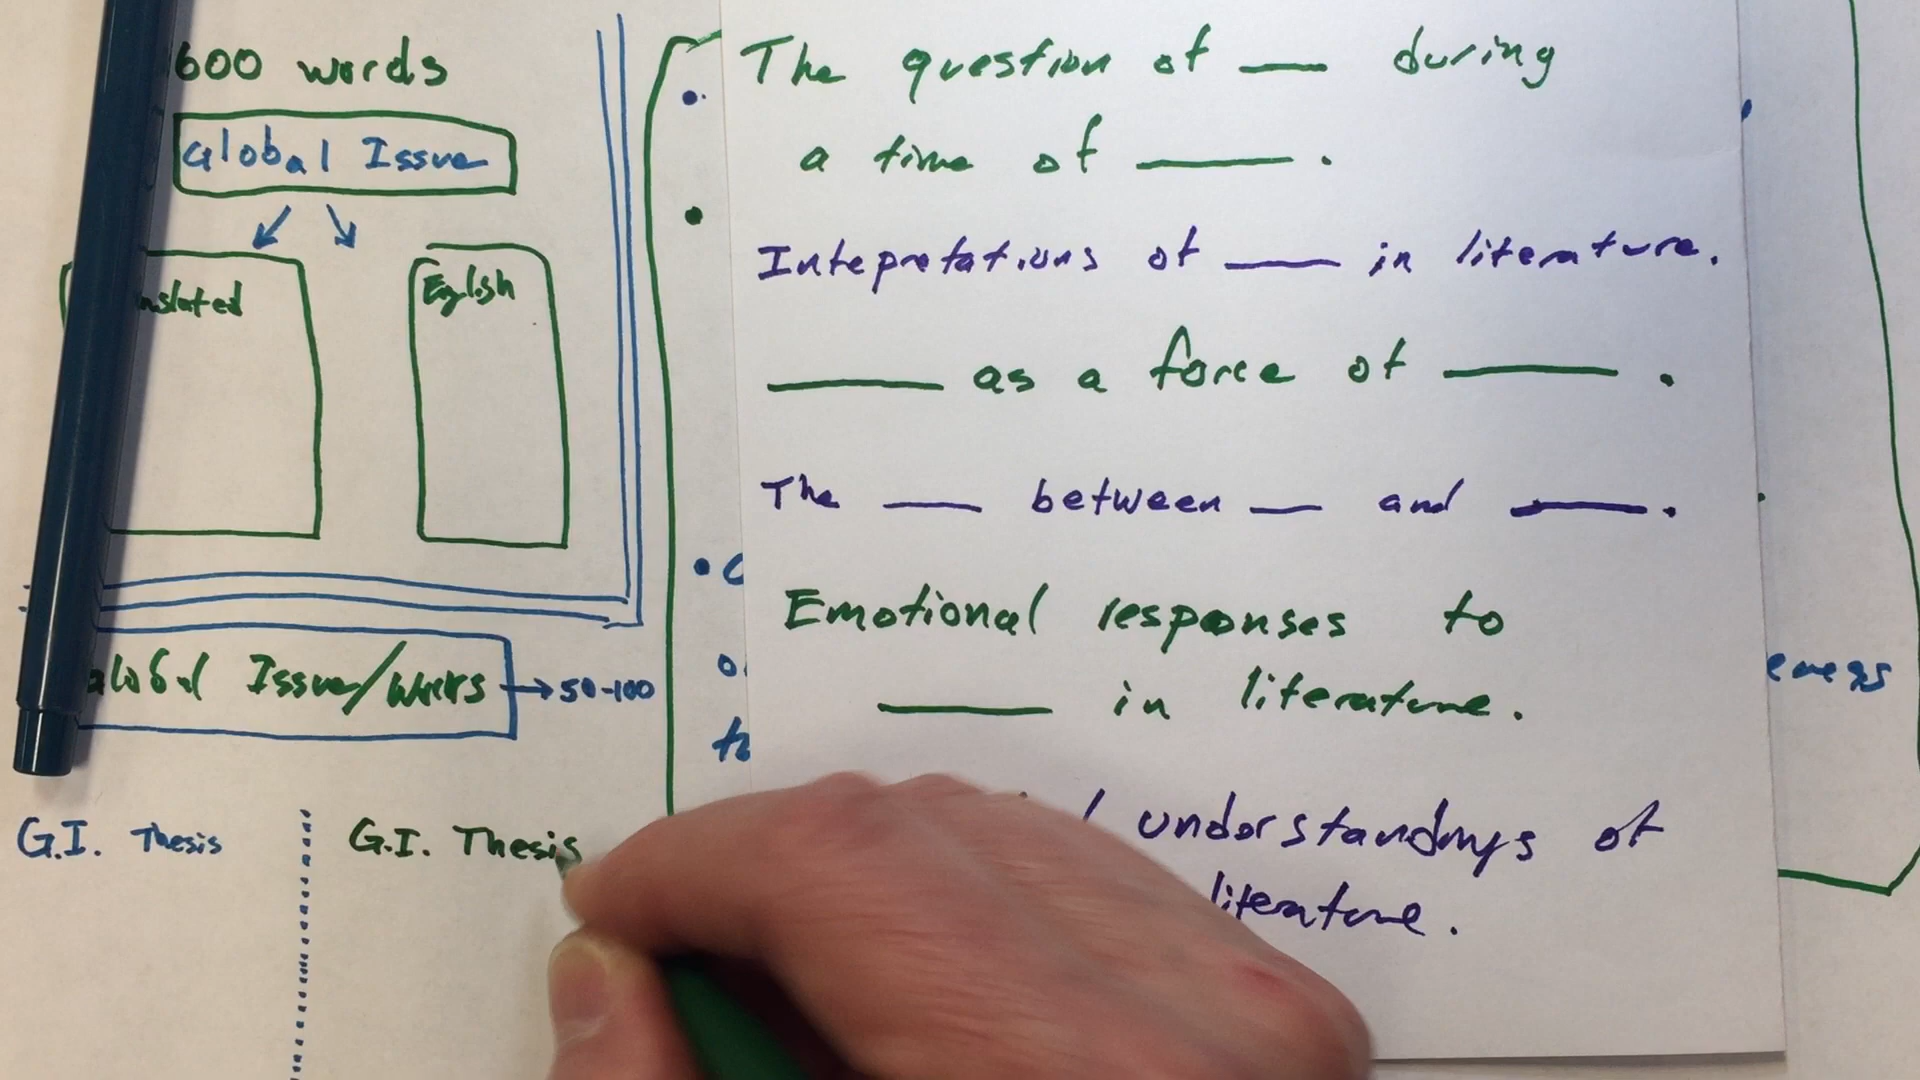 600 words
Global Issue
nslated
English
Global Issue/Works → 50-100
G.I. Thesis
G.I. Thesis
The question of ___ during
a time of ___.
Intepretations of ___ in literature.
___ as a force of ___.
The ___ between ___ and ___.
Emotional responses to
___ in literature.
understandings of
literature.